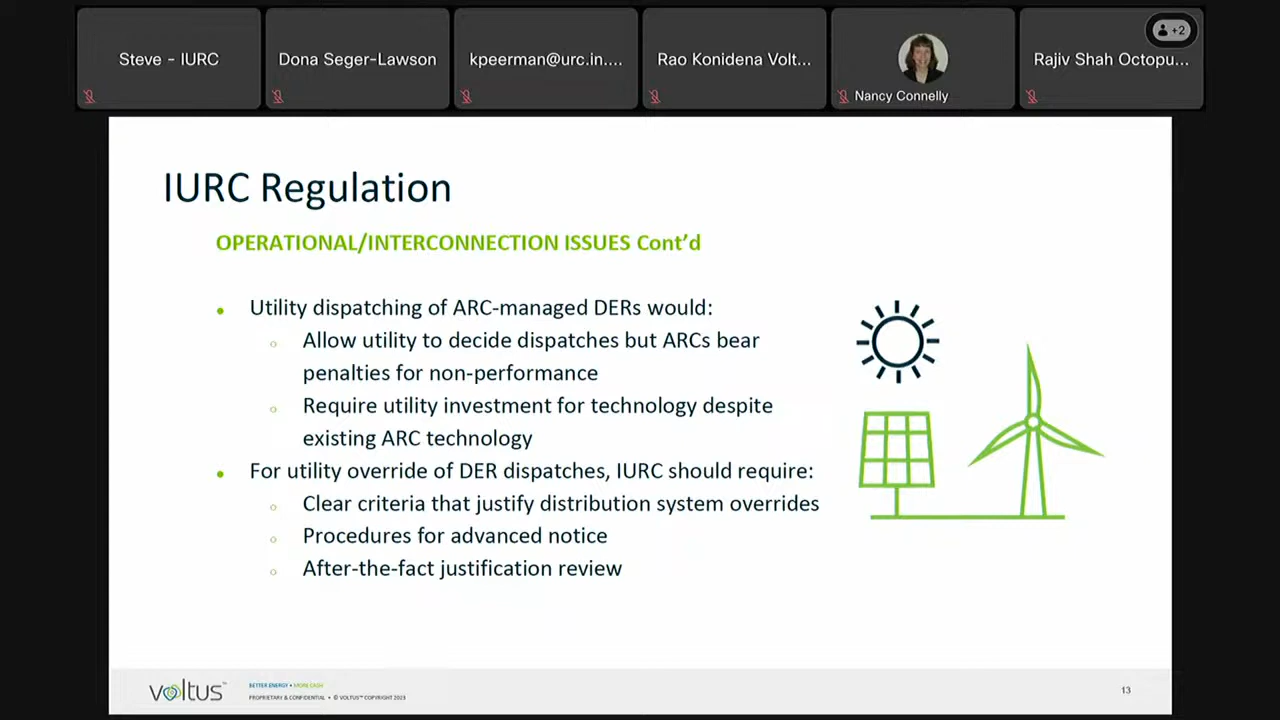 Steve - IURC
Dona Seger-Lawson
kpeerman@urc.in....
Rao Konidena Volt...
Nancy Connelly
Rajiv Shah Octopu...
+2
IURC Regulation
OPERATIONAL/INTERCONNECTION ISSUES Cont'd
• Utility dispatching of ARC-managed DERs would:
o Allow utility to decide dispatches but ARCs bear
penalties for non-performance
o Require utility investment for technology despite
existing ARC technology
• For utility override of DER dispatches, IURC should require:
o Clear criteria that justify distribution system overrides
o Procedures for advanced notice
o After-the-fact justification review
voltus™
BETTER ENERGY • MORE CASH
PROPRIETARY & CONFIDENTIAL • © VOLTUS™ COPYRIGHT 2023
13